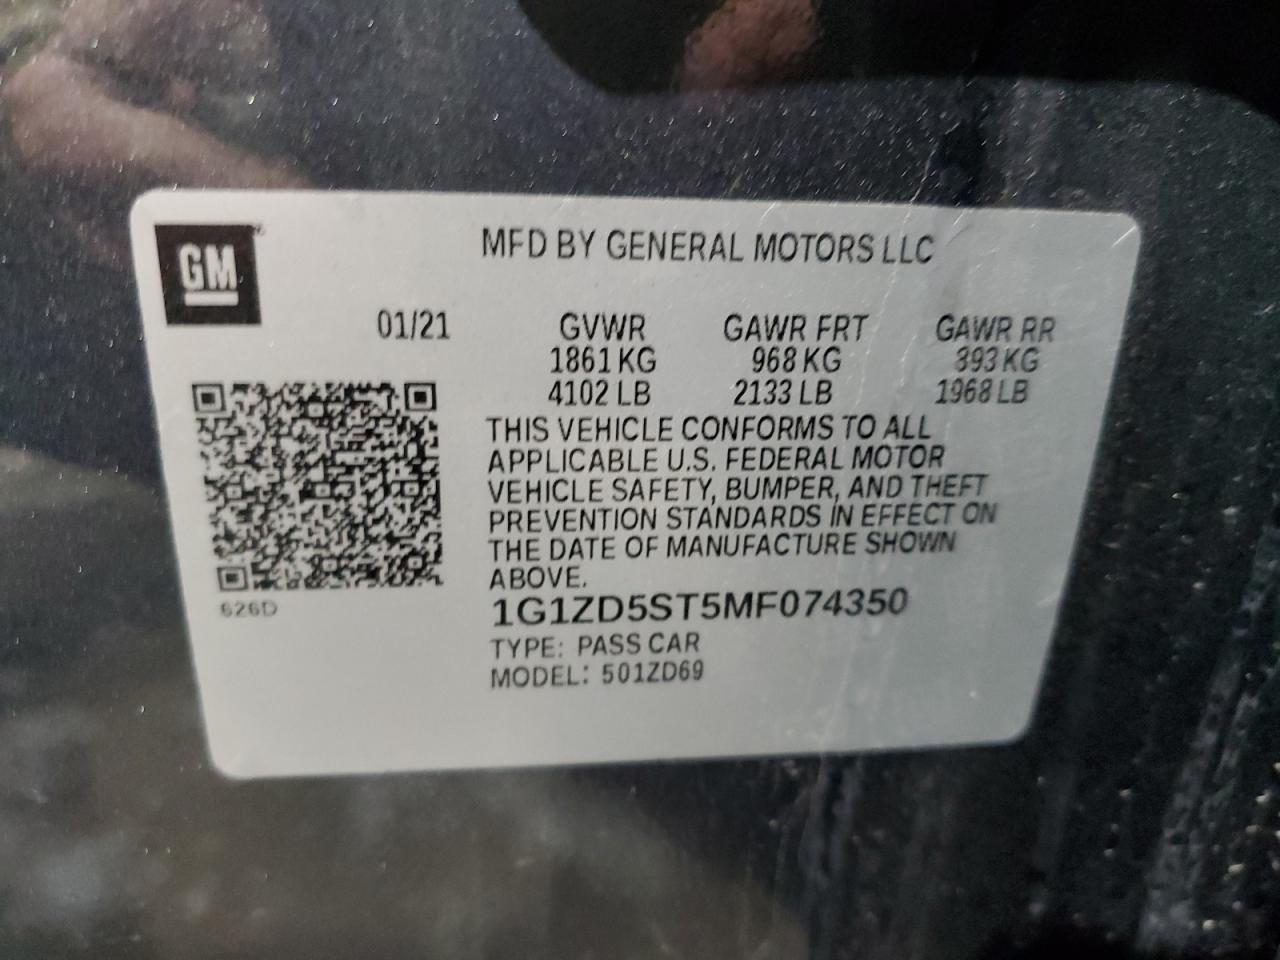 GM
MFD BY GENERAL MOTORS LLC
01/21 GVWR GAWR FRT GAWR RR
1861 KG 968 KG 893 KG
4102 LB 2133 LB 1968 LB
THIS VEHICLE CONFORMS TO ALL
APPLICABLE U.S. FEDERAL MOTOR
VEHICLE SAFETY, BUMPER, AND THEFT
PREVENTION STANDARDS IN EFFECT ON
THE DATE OF MANUFACTURE SHOWN
ABOVE.
626D
1G1ZD5ST5MF074350
TYPE: PASS CAR
MODEL: 501ZD69